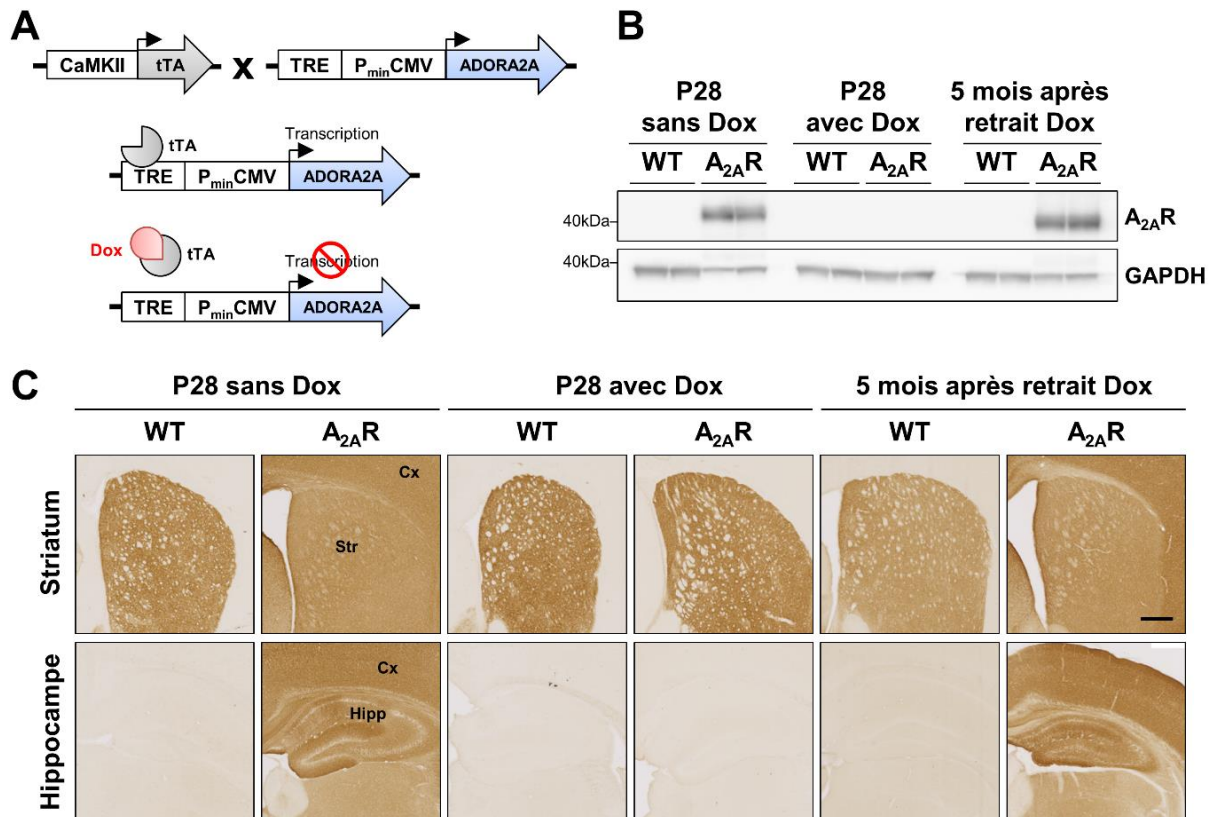 A
CaMKII tTA X TRE PminCMV ADORA2A
Transcription
tTA
TRE PminCMV ADORA2A
Dox
tTA
Transcription
TRE PminCMV ADORA2A
B
P28 sans Dox
P28 avec Dox
5 mois après retrait Dox
WT A2AR WT A2AR WT A2AR
40kDa A2AR
40kDa GAPDH
C
P28 sans Dox P28 avec Dox 5 mois après retrait Dox
WT A2AR WT A2AR WT A2AR
Striatum
Cx
Str
Hippocampe
Cx
Hipp